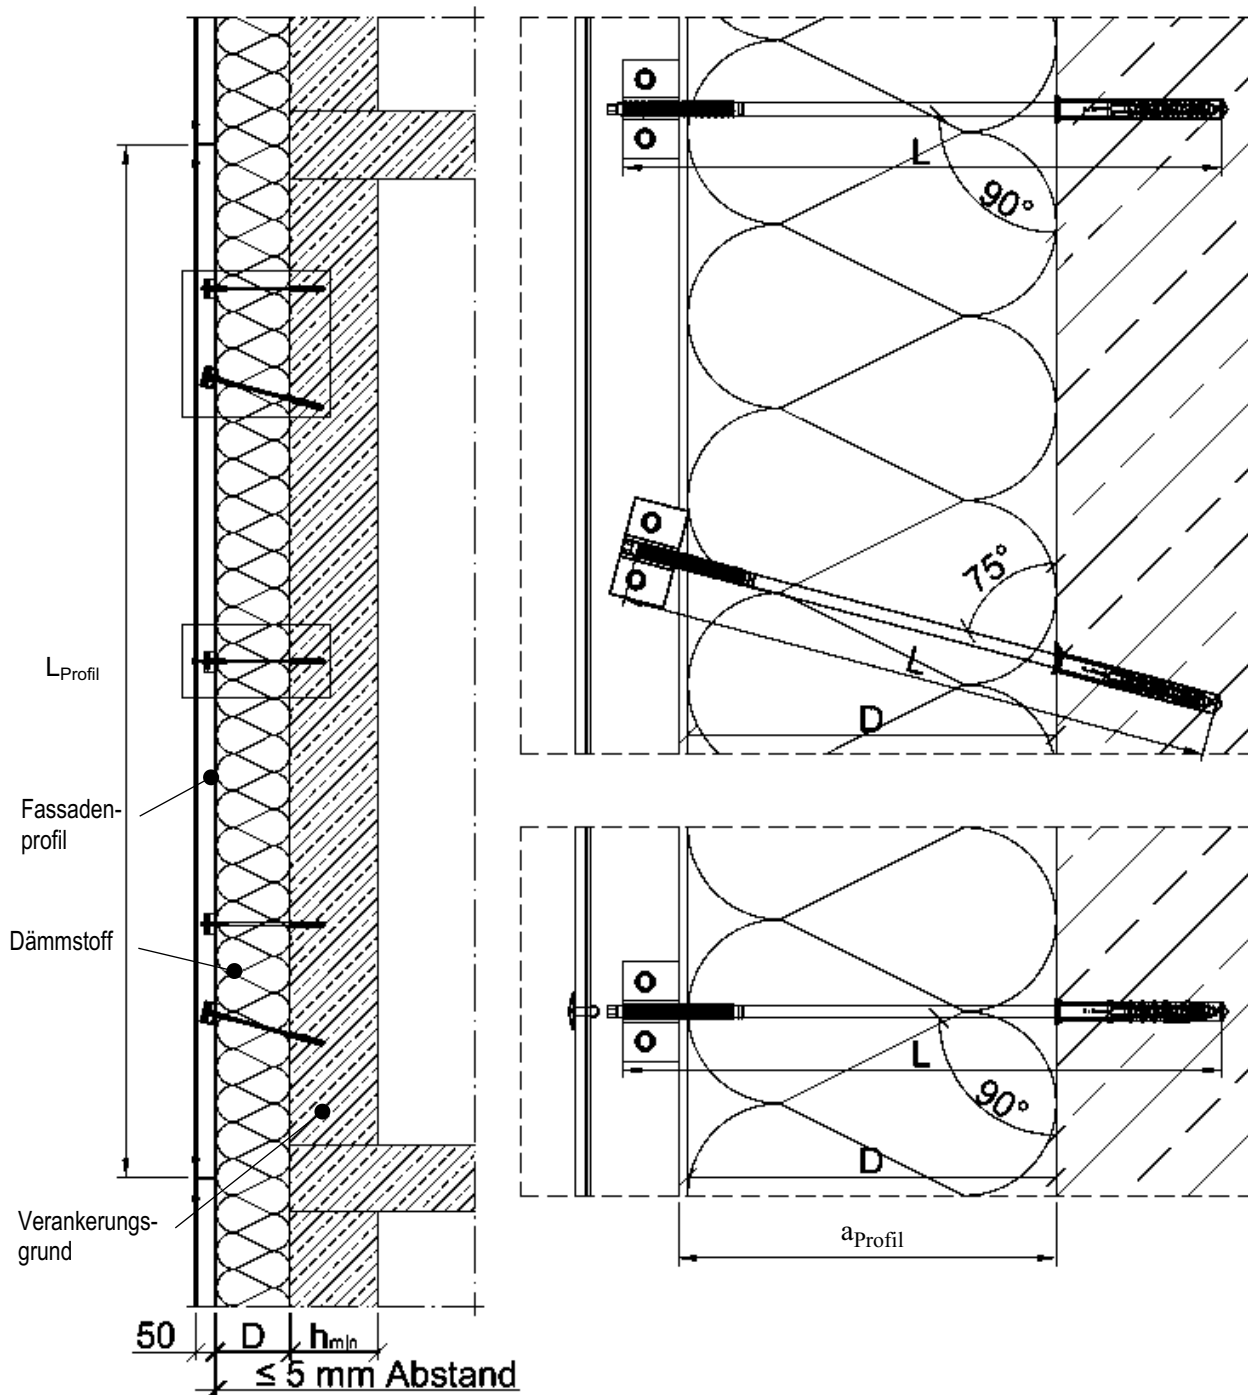 L
90°
75°
L
D
LProfil
Fassaden-
profil
Dämmstoff
L
90°
D
Verankerungs-
grund
aProfil
50 D hmin
≤ 5 mm Abstand